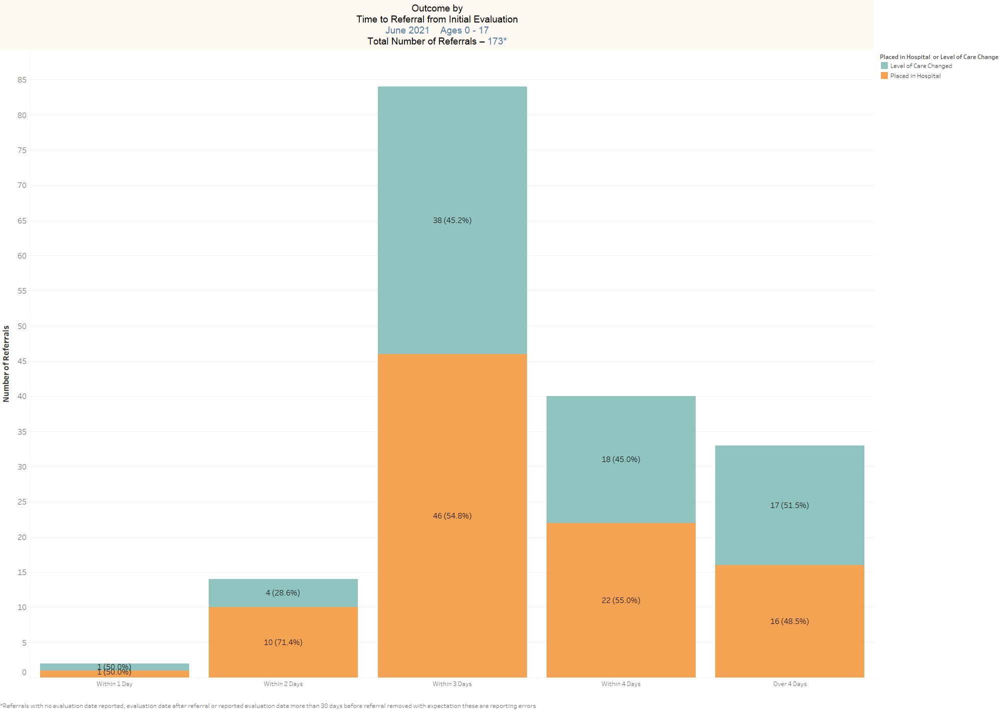 Outcome by
Time to Referral from Initial Evaluation
June 2021 Ages 0 - 17
Total Number of Referrals – 173*
Placed in Hospital or Level of Care Change
Level of Care Changed
Placed in Hospital
Number of Referrals
85
80
75
70
65
60
55
50
45
40
35
30
25
20
15
10
5
0
1 (50.0%)
1 (50.0%)
4 (28.6%)
10 (71.4%)
38 (45.2%)
46 (54.8%)
18 (45.0%)
22 (55.0%)
17 (51.5%)
16 (48.5%)
Within 1 Day
Within 2 Days
Within 3 Days
Within 4 Days
Over 4 Days
*Referrals with no evaluation date reported, evaluation date after referral or reported evaluation date more than 30 days before referral removed with expectation these are reporting errors